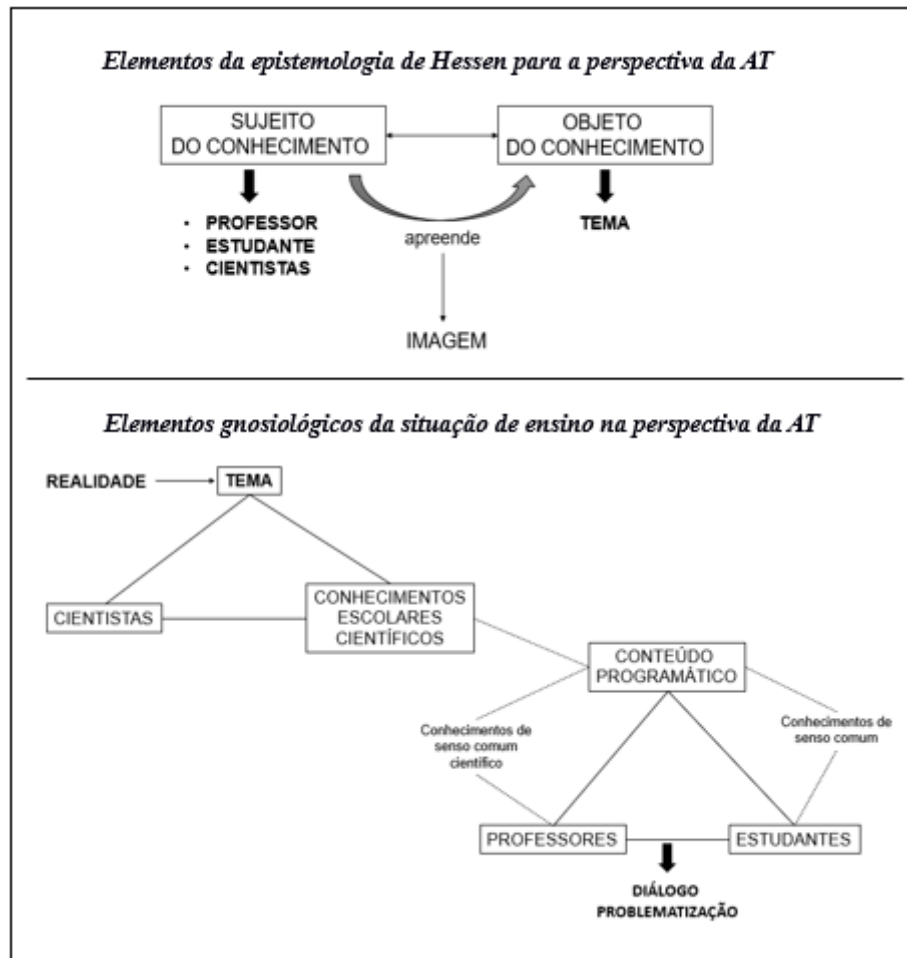 Elementos da epistemologia de Hessen para a perspectiva da AT
SUJEITO
DO CONHECIMENTO
OBJETO
DO CONHECIMENTO
• PROFESSOR
• ESTUDANTE
• CIENTISTAS
apreende
TEMA
IMAGEM
Elementos gnosiológicos da situação de ensino na perspectiva da AT
REALIDADE
TEMA
CIENTISTAS
CONHECIMENTOS
ESCOLARES
CIENTÍFICOS
CONTEÚDO
PROGRAMÁTICO
Conhecimentos de
senso comum
científico
Conhecimentos de
senso comum
PROFESSORES
ESTUDANTES
DIÁLOGO
PROBLEMATIZAÇÃO